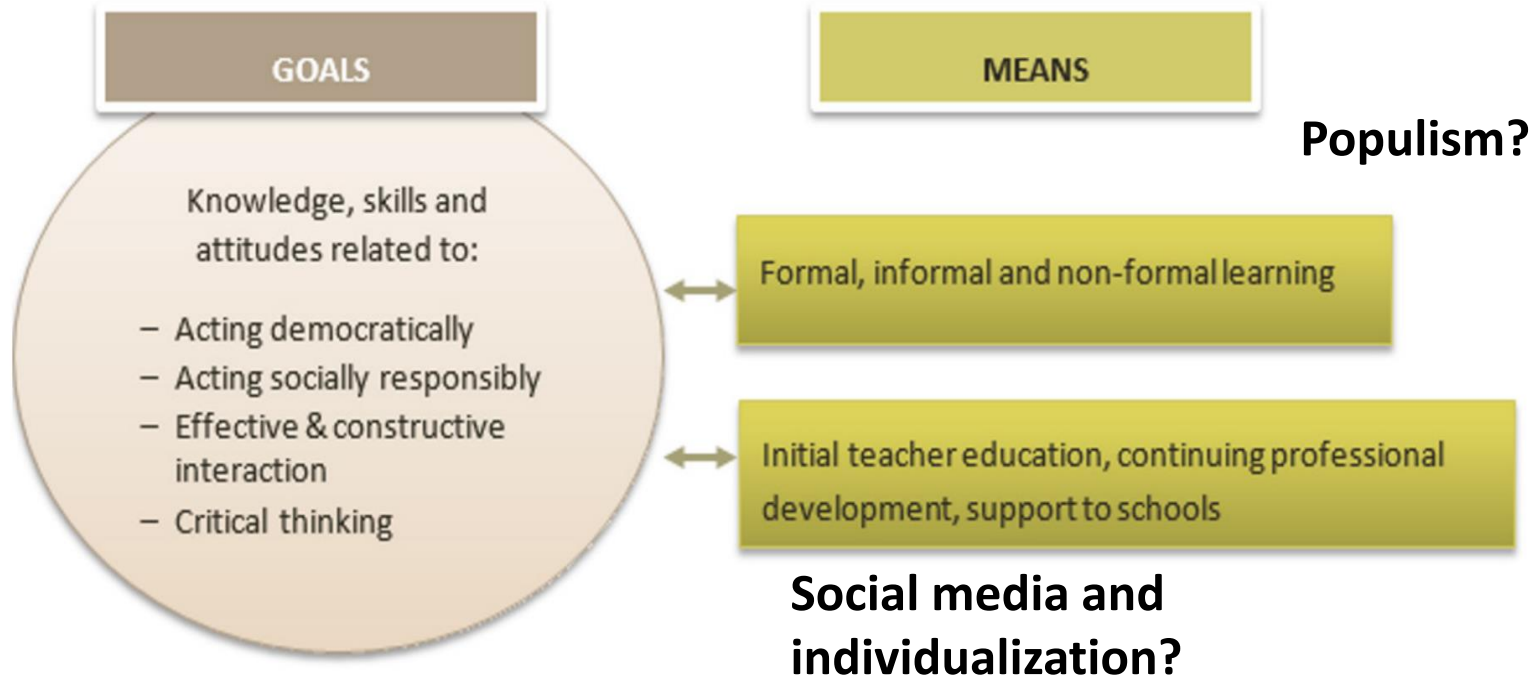 GOALS
Knowledge, skills and
attitudes related to:
– Acting democratically
– Acting socially responsibly
– Effective & constructive
interaction
– Critical thinking
MEANS
Populism?
Formal, informal and non-formal learning
Initial teacher education, continuing professional
development, support to schools
Social media and
individualization?